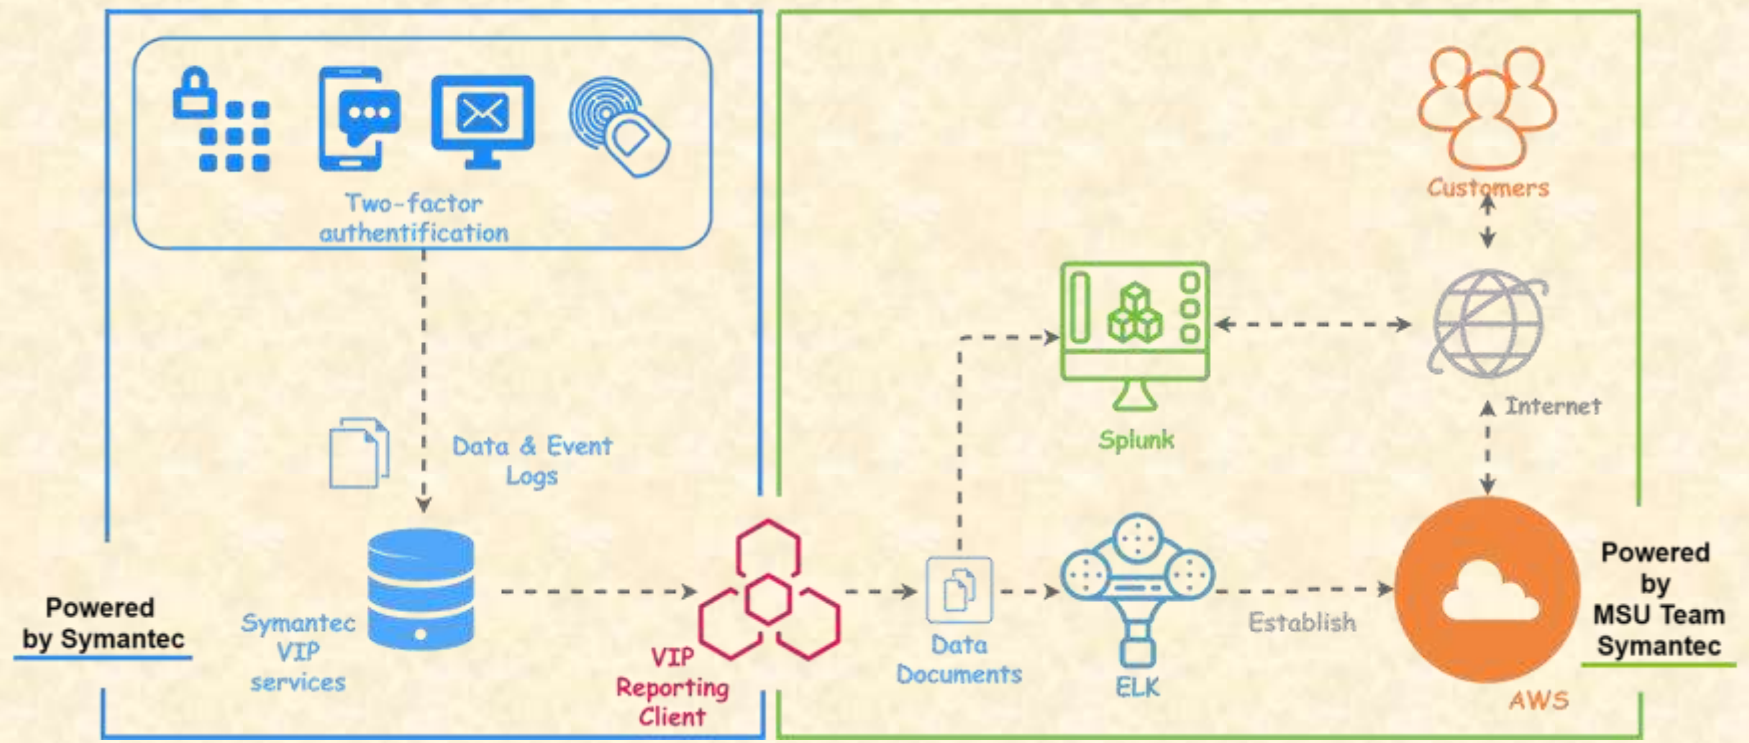 Two-factor
authentification
Data & Event
Logs
Powered
by Symantec
Symantec
VIP
services
VIP
Reporting
Client
Customers
Internet
Splunk
Data
Documents
ELK
Establish
AWS
Powered
by
MSU Team
Symantec